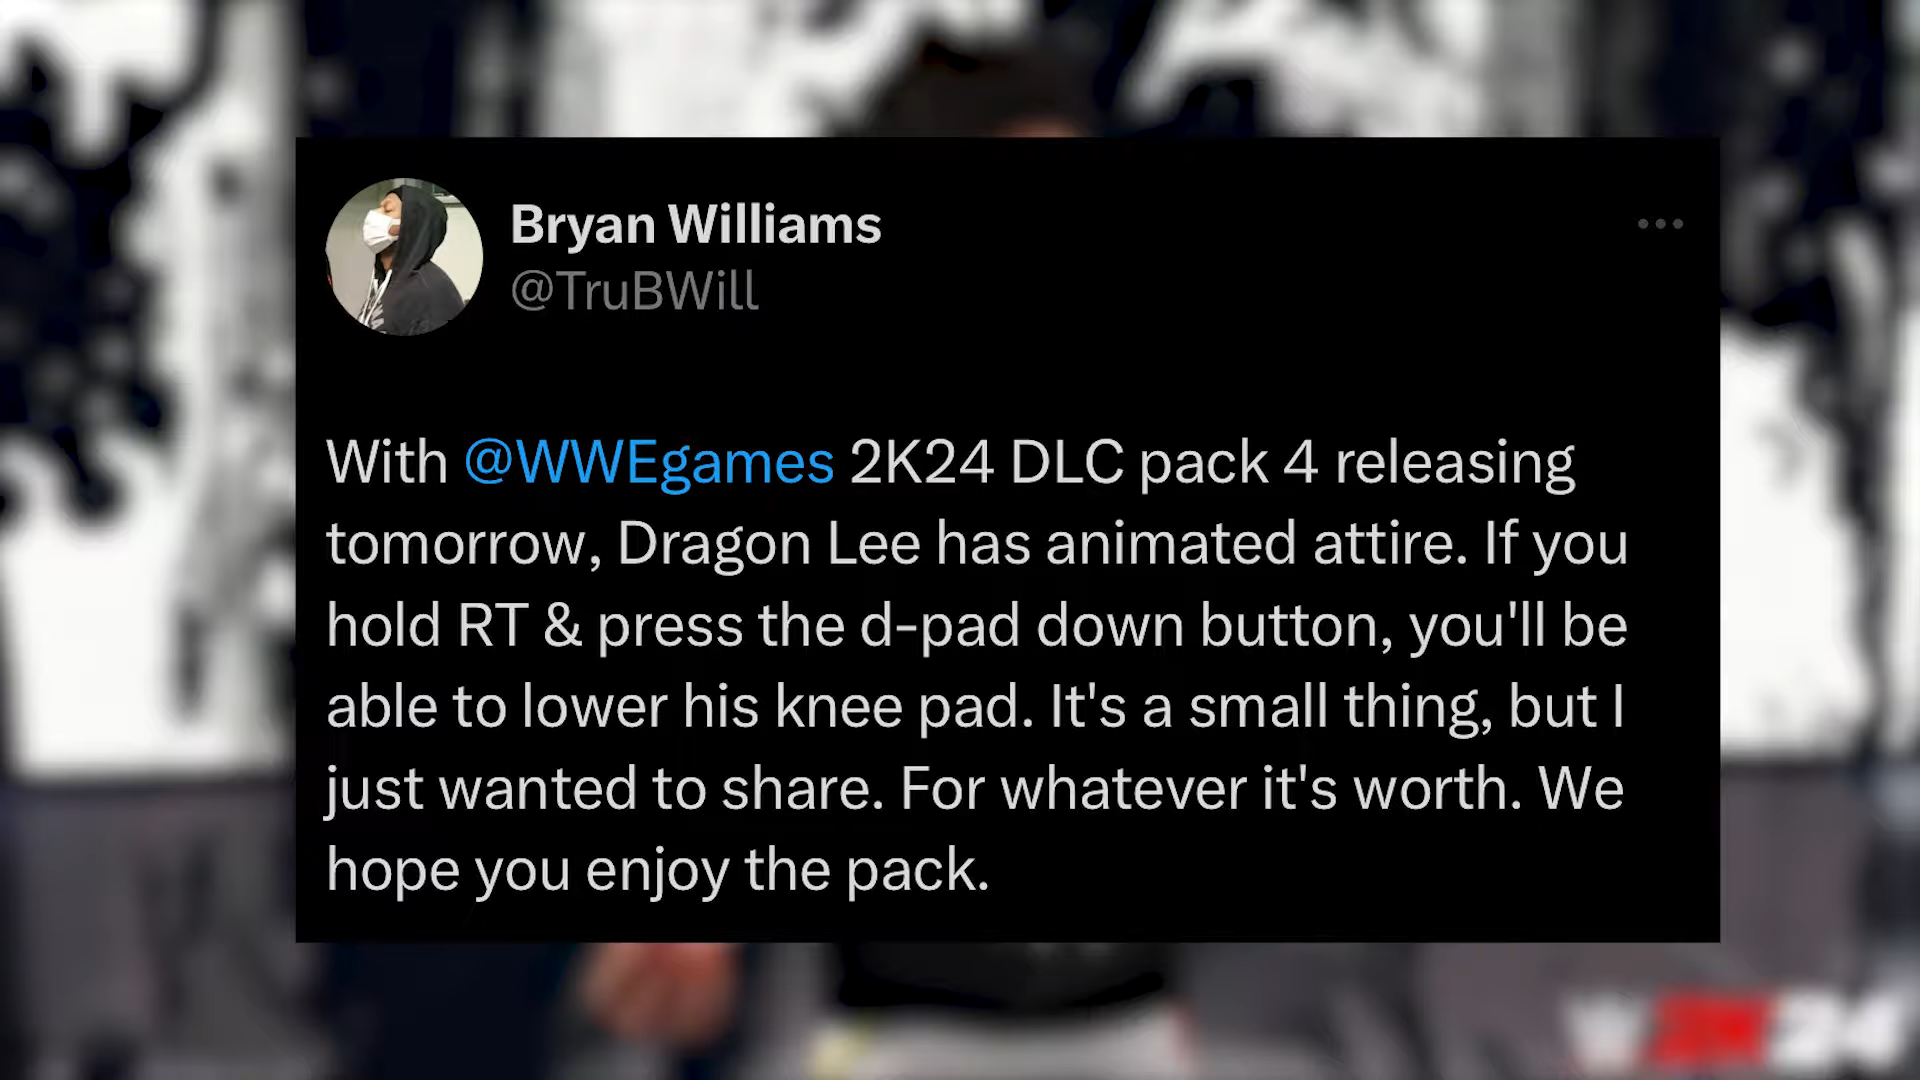 Bryan Williams
@TruBWill
With @WWEgames 2K24 DLC pack 4 releasing
tomorrow, Dragon Lee has animated attire. If you
hold RT & press the d-pad down button, you'll be
able to lower his knee pad. It's a small thing, but I
just wanted to share. For whatever it's worth. We
hope you enjoy the pack.
W 2K24